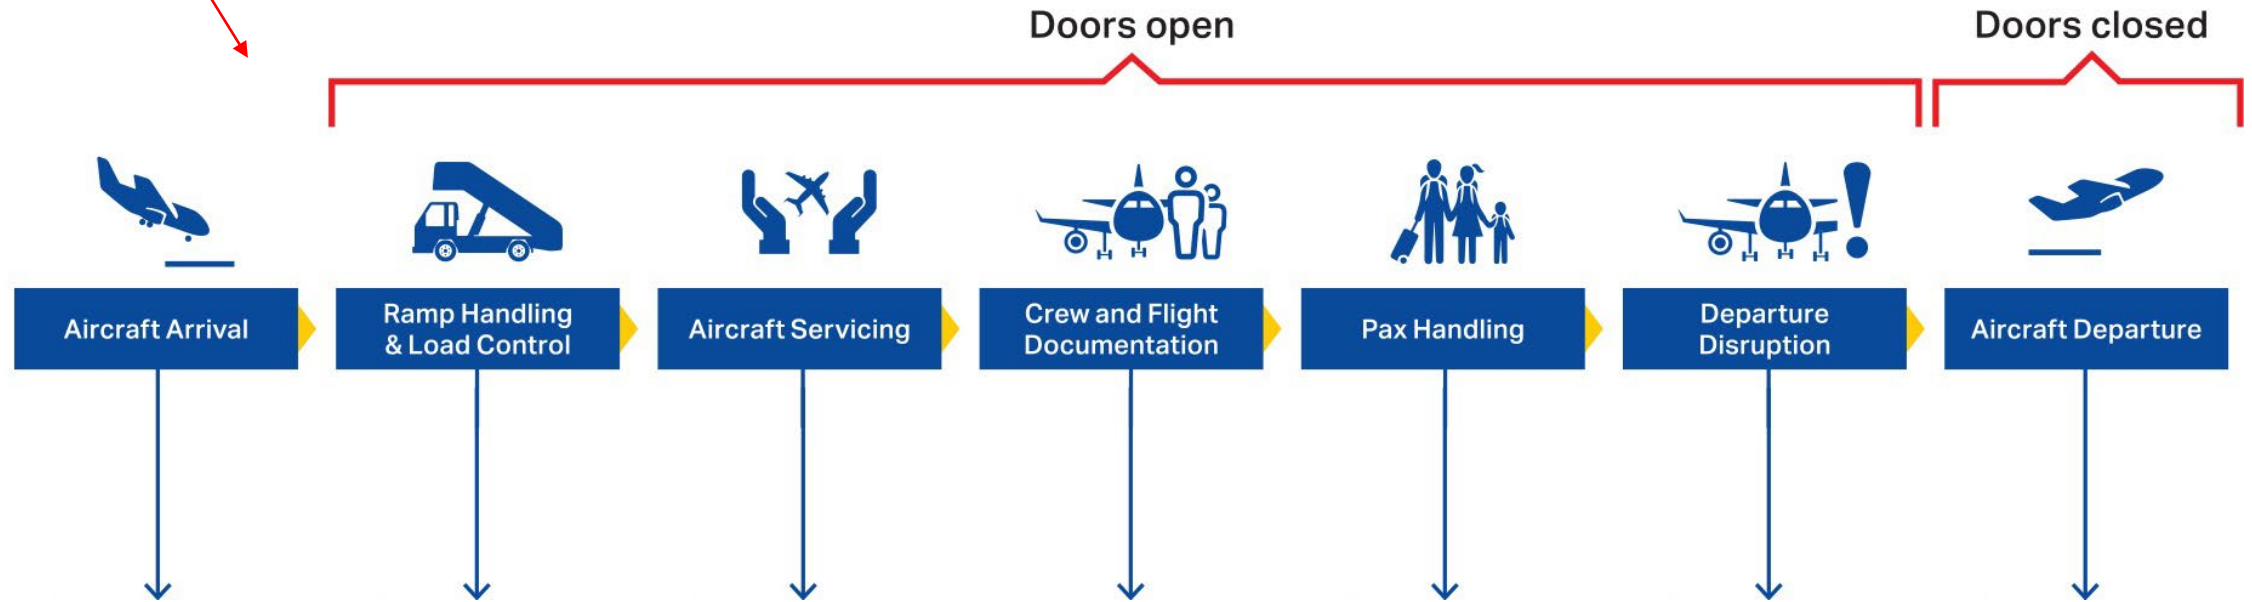 Doors open
Doors closed
Aircraft Arrival
Ramp Handling
& Load Control
Aircraft Servicing
Crew and Flight
Documentation
Pax Handling
Departure
Disruption
Aircraft Departure